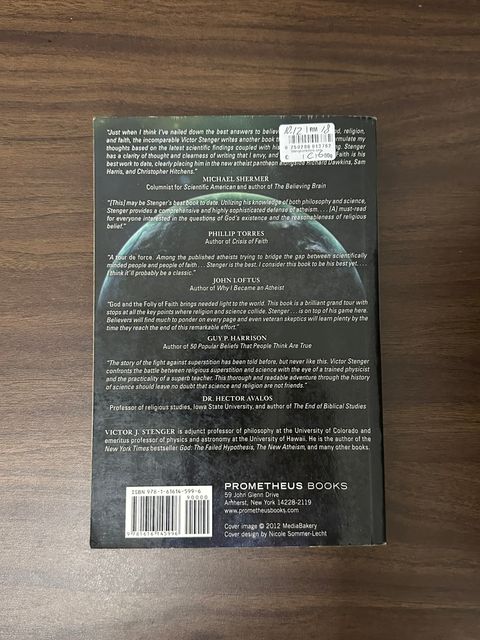 "Just when I think I've nailed down the best answers to
religion,
and faith, the incomparable Victor Stenger writes another book
thoughts based on the latest scientific findings coupled with his
Stenger
has a clarity of thought and clearness of writing that I envy, and
Faith is his
best work to date, clearly placing him in the new atheist pantheon alongside Richard Dawkins, Sam
Harris, and Christopher Hitchens."
MICHAEL SHERMER
Columnist for Scientific American and author of The Believing Brain
"[This] may be Stenger's best book to date. Utilizing his knowledge of both philosophy and science,
Stenger provides a comprehensive and highly sophisticated defense of atheism. . . . [A] must-read
for everyone interested in the questions of God's existence and the reasonableness of religious
belief."
PHILLIP TORRES
Author of Crisis of Faith
"A tour de force. Among the published atheists trying to bridge the gap between scientifically
minded people and people of faith . . . Stenger is the best. I consider this book to be his best yet. . . .
I think it'll probably be a classic."
JOHN LOFTUS
Author of Why I Became an Atheist
"God and the Folly of Faith brings needed light to the world. This book is a brilliant grand tour with
stops at all the key points where religion and science collide. Stenger . . . is on top of his game here.
Believers will find much to ponder on every page and even veteran skeptics will learn plenty by the
time they reach the end of this remarkable effort."
GUY P. HARRISON
Author of 50 Popular Beliefs That People Think Are True
"The story of the fight against superstition has been told before, but never like this. Victor Stenger
confronts the battle between religious superstition and science with the eye of a trained physicist
and the practicality of a superb teacher. This thorough and readable adventure through the history
of science should leave no doubt that science and religion are not friends."
DR. HECTOR AVALOS
Professor of religious studies, Iowa State University, and author of The End of Biblical Studies
VICTOR J. STENGER is adjunct professor of philosophy at the University of Colorado and
emeritus professor of physics and astronomy at the University of Hawaii. He is the author of the
New York Times bestseller God: The Failed Hypothesis, The New Atheism, and many other books.
ISBN 978-1-61614-599-6
90000
9 781616 145996
PROMETHEUS BOOKS
59 John Glenn Drive
Amherst, New York 14228-2119
www.prometheusbooks.com
Cover image © 2012 MediaBakery
Cover design by Nicole Sommer-Lecht